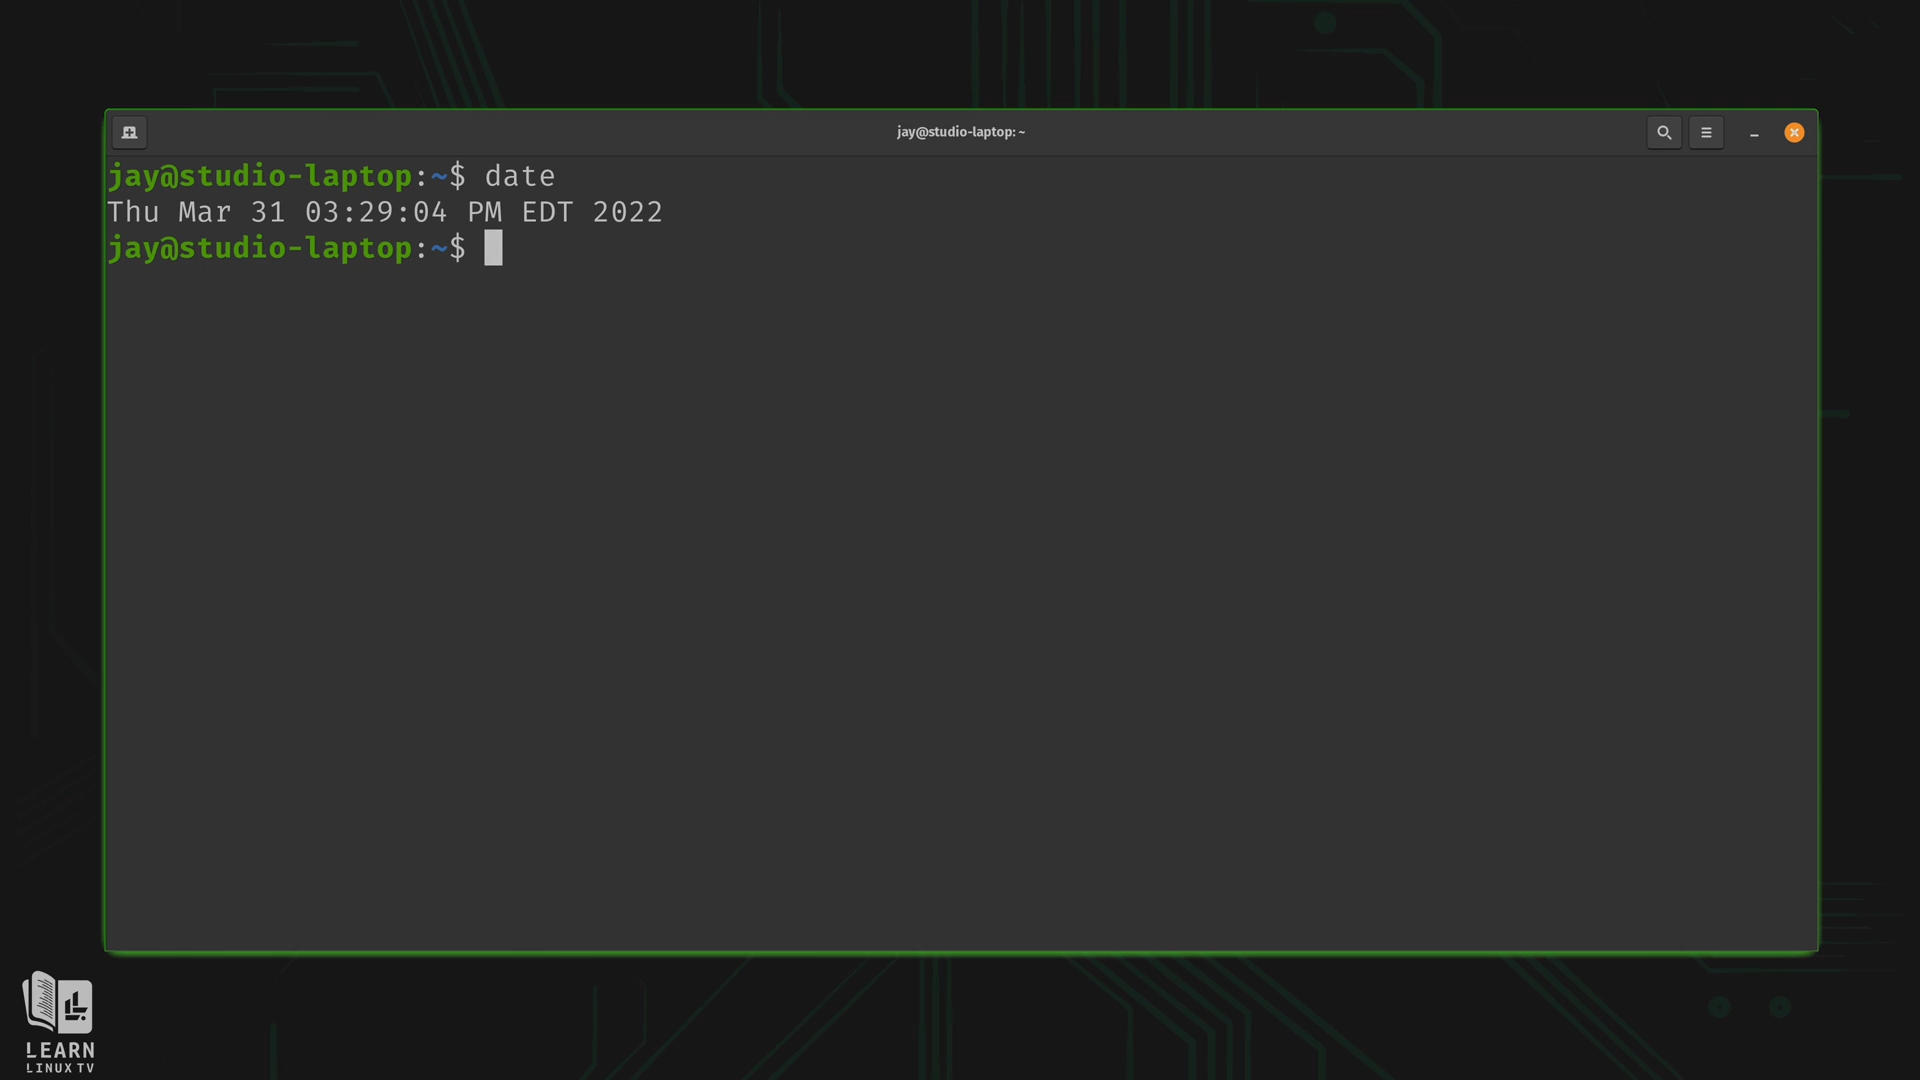 jay@studio-laptop: ~
jay@studio-laptop:~$ date
Thu Mar 31 03:29:04 PM EDT 2022
jay@studio-laptop:~$
LEARN
LINUX TV